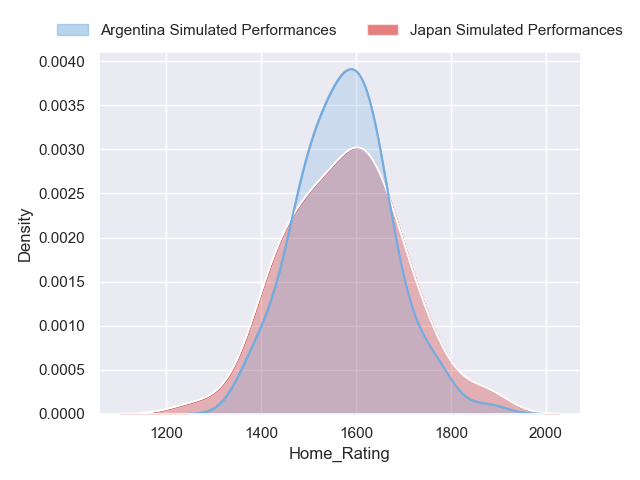 Argentina Simulated Performances Japan Simulated Performances
0.0040
0.0035
0.0030
0.0025
0.0020
0.0015
0.0010
0.0005
0.0000
Density
1200 1400 1600 1800 2000
Home_Rating